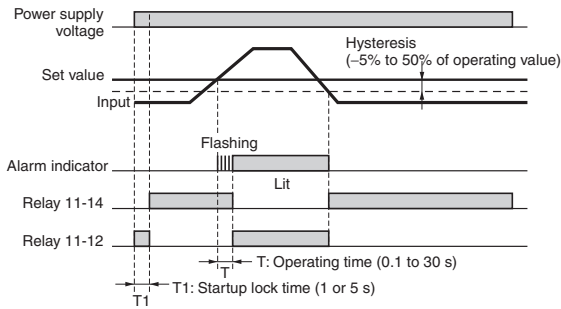 Power supply
voltage
Hysteresis
(−5% to 50% of operating value)
Set value
Input
Flashing
Alarm indicator
Lit
Relay 11-14
Relay 11-12
T: Operating time (0.1 to 30 s)
T
T1: Startup lock time (1 or 5 s)
T1